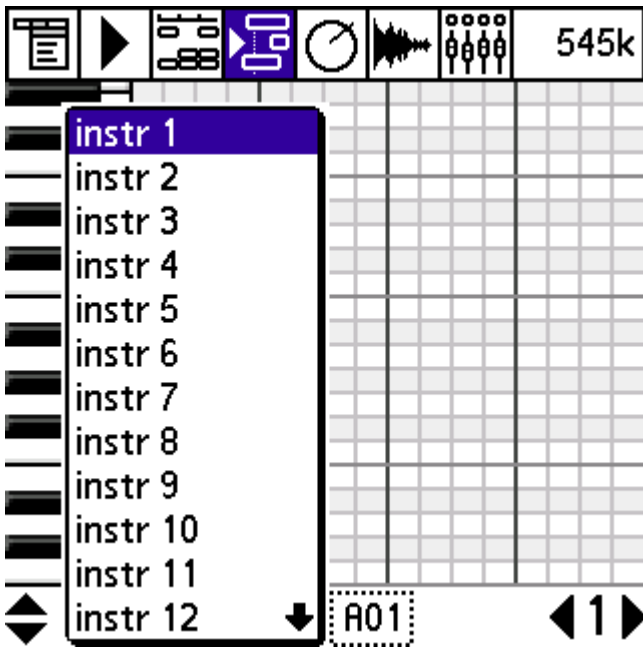 545k
instr 1
instr 2
instr 3
instr 4
instr 5
instr 6
instr 7
instr 8
instr 9
instr 10
instr 11
instr 12
A01 1